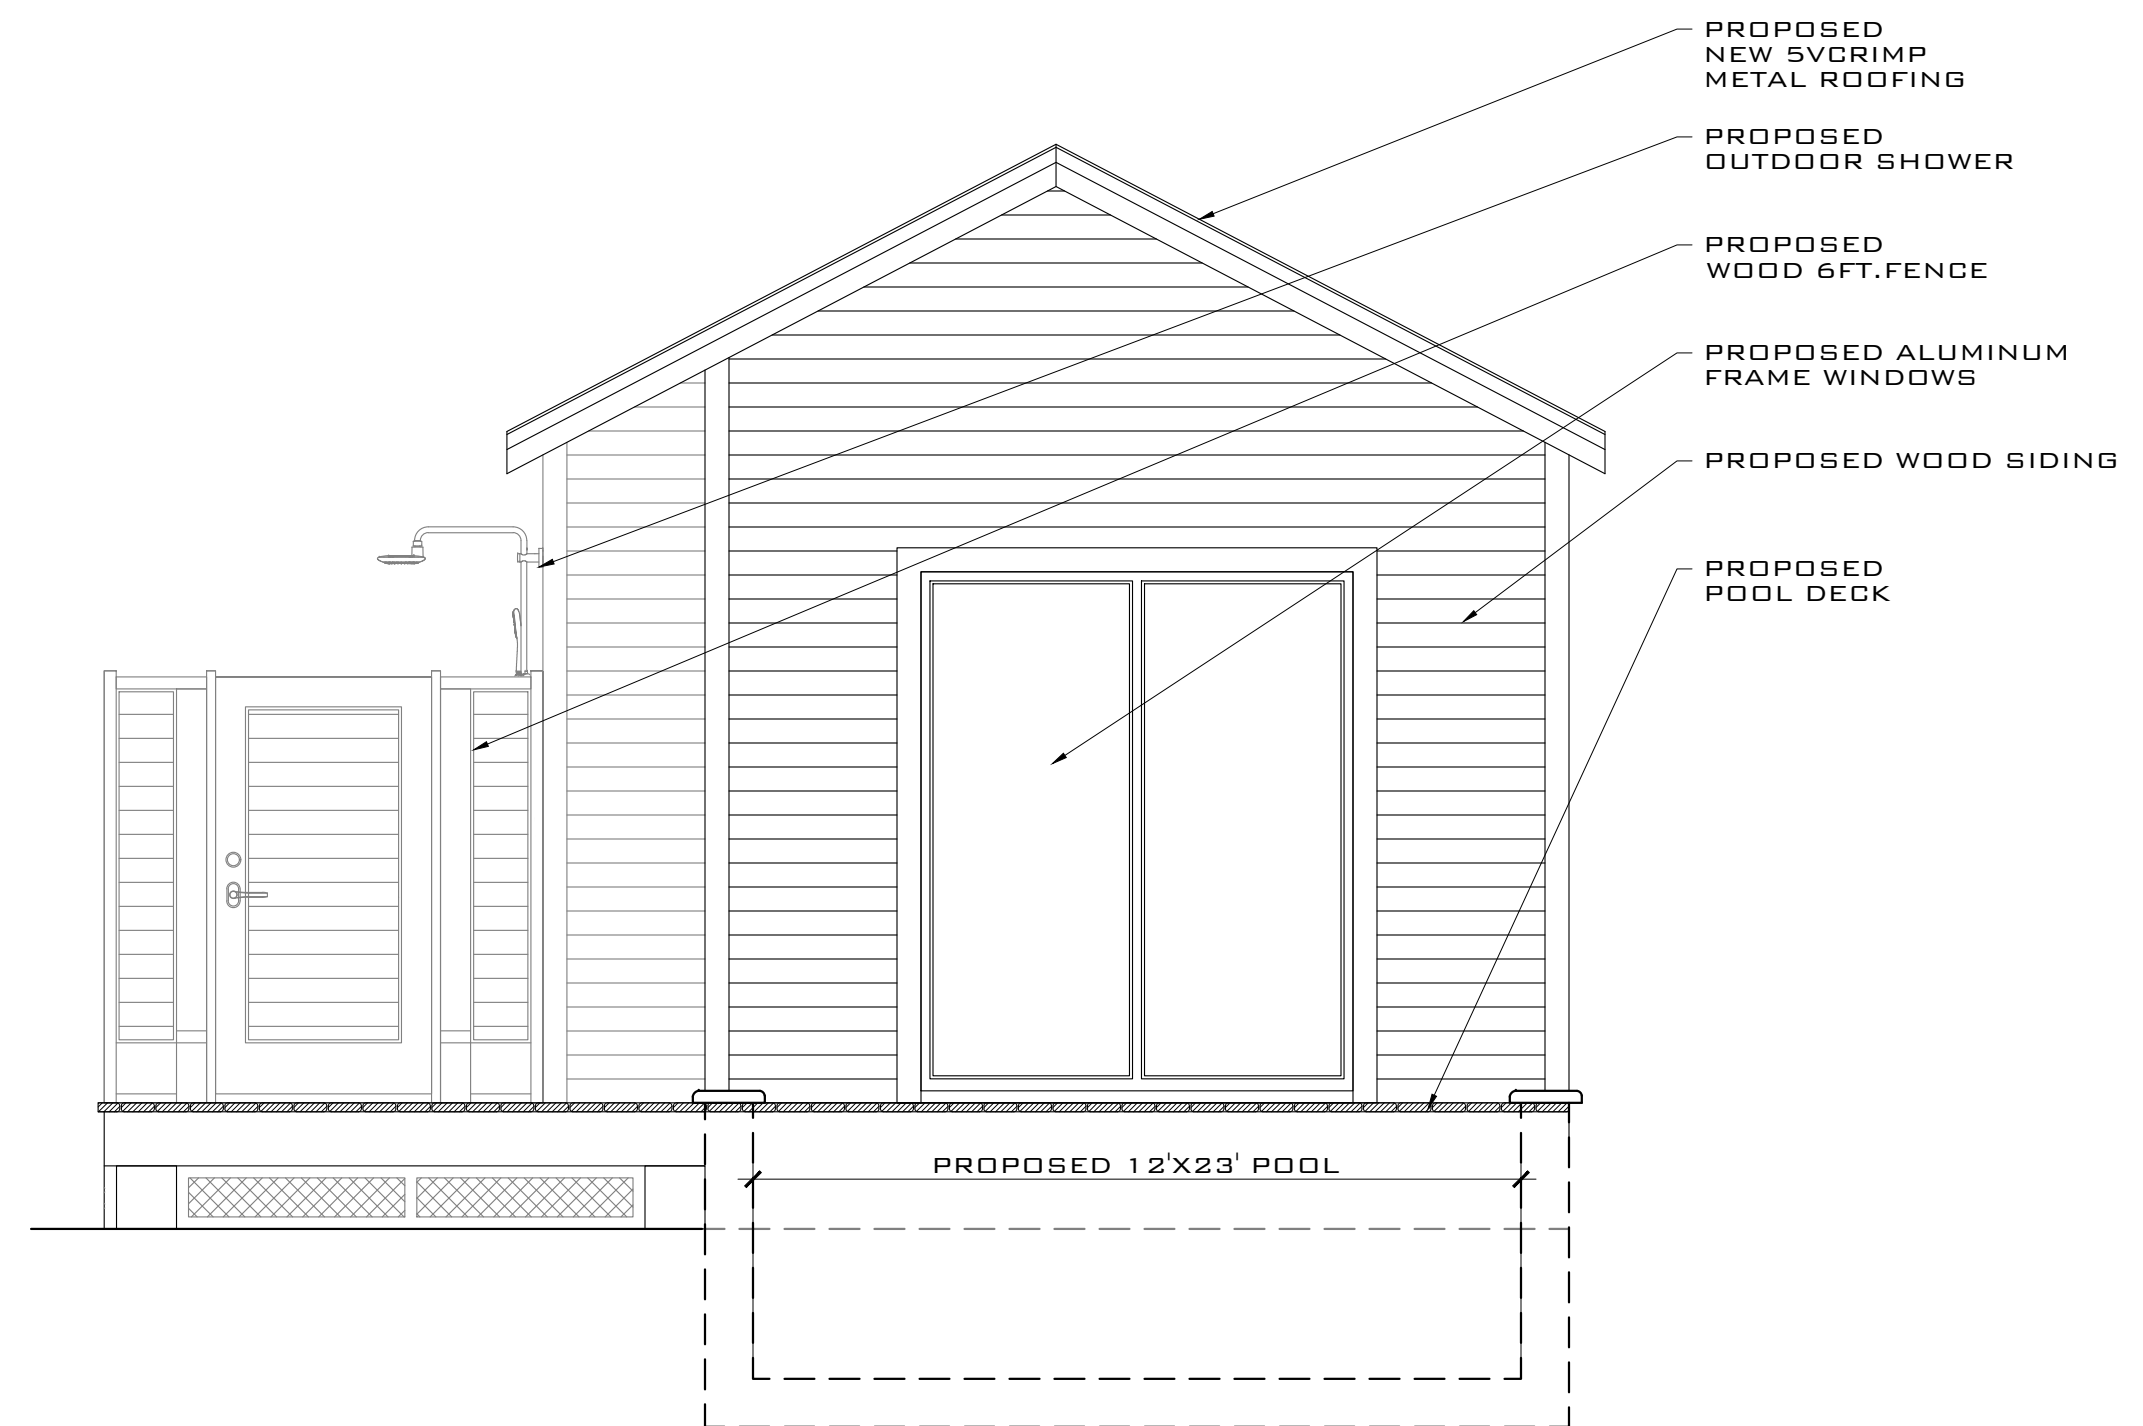 PROPOSED
NEW 5VCRIMP
METAL ROOFING
PROPOSED
OUTDOOR SHOWER
PROPOSED
WOOD 6FT.FENCE
PROPOSED ALUMINUM
FRAME WINDOWS
PROPOSED WOOD SIDING
PROPOSED
POOL DECK
PROPOSED 12'X23' POOL